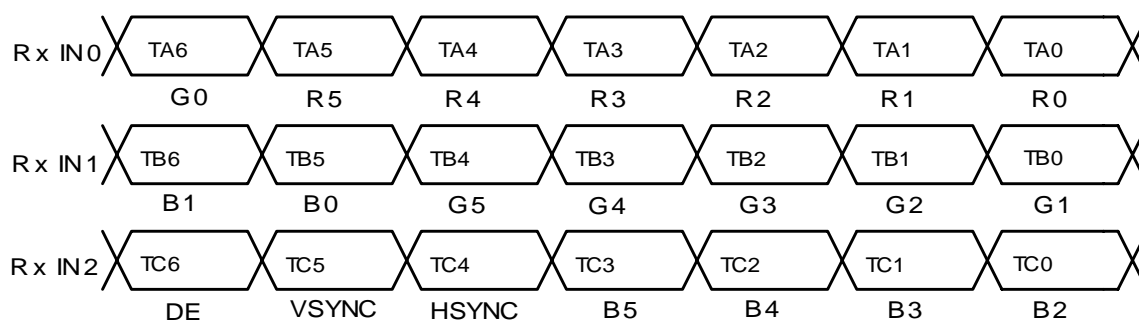 Rx IN0 TA6 TA5 TA4 TA3 TA2 TA1 TA0
G0 R5 R4 R3 R2 R1 R0
Rx IN1 TB6 TB5 TB4 TB3 TB2 TB1 TB0
B1 B0 G5 G4 G3 G2 G1
Rx IN2 TC6 TC5 TC4 TC3 TC2 TC1 TC0
DE VSYNC HSYNC B5 B4 B3 B2